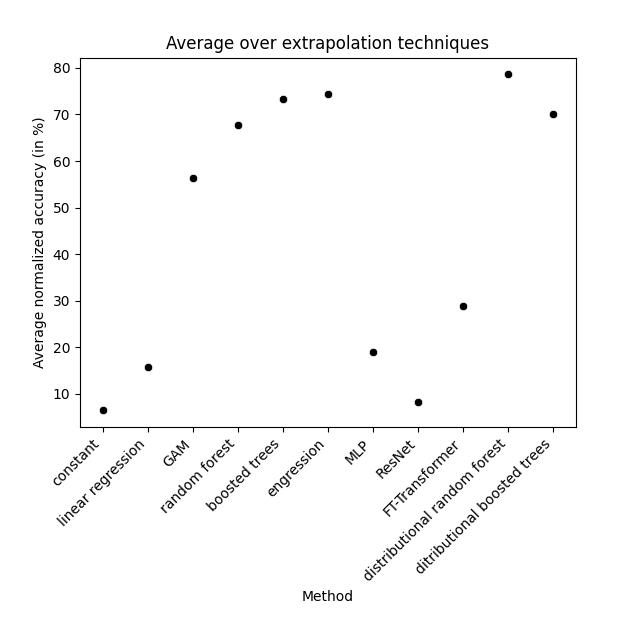 Average over extrapolation techniques
Average normalized accuracy (in %)
80
70
60
50
40
30
20
10
constant
linear regression
GAM
random forest
boosted trees
engression
MLP
ResNet
FT-Transformer
distributional random forest
ditributional boosted trees
Method